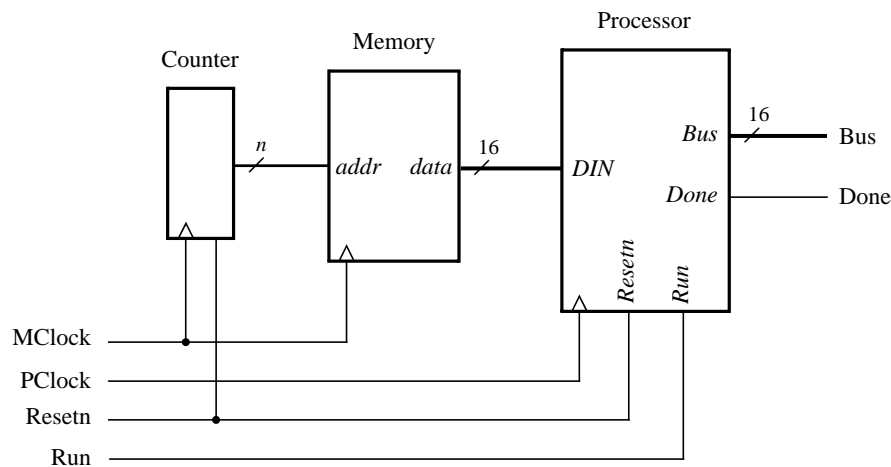 Processor
Memory
Counter
n
16
16
addr
data
DIN
Bus
Bus
Done
Done
Resetn
Run
MClock
PClock
Resetn
Run